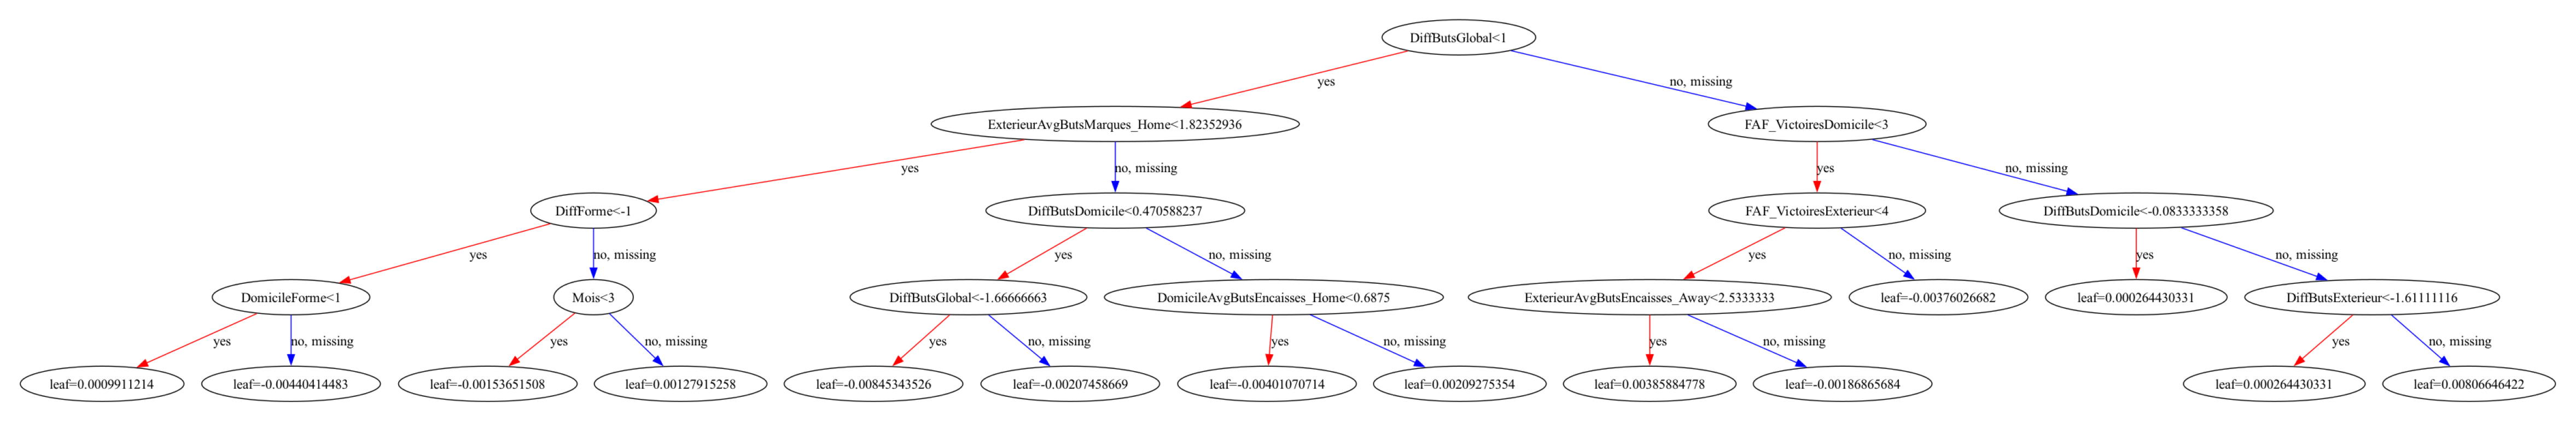 DiffButsGlobal<1
yes
no, missing
ExterieurAvgButsMarques_Home<1.82352936
FAF_VictoiresDomicile<3
yes
no, missing
yes
no, missing
DiffForme<-1
DiffButsDomicile<0.470588237
FAF_VictoiresExterieur<4
DiffButsDomicile<-0.0833333358
yes
no, missing
yes
no, missing
yes
no, missing
yes
no, missing
DomicileForme<1
Mois<3
DiffButsGlobal<-1.66666663
DomicileAvgButsEncaisses_Home<0.6875
ExterieurAvgButsEncaisses_Away<2.5333333
leaf=-0.00376026682
leaf=0.000264430331
DiffButsExterieur<-1.61111116
yes
no, missing
yes
no, missing
yes
no, missing
yes
no, missing
yes
no, missing
yes
no, missing
leaf=0.0009911214
leaf=-0.00440414483
leaf=-0.00153651508
leaf=0.00127915258
leaf=-0.00845343526
leaf=-0.00207458669
leaf=-0.00401070714
leaf=0.00209275354
leaf=0.00385884778
leaf=-0.00186865684
leaf=0.000264430331
leaf=0.00806646422